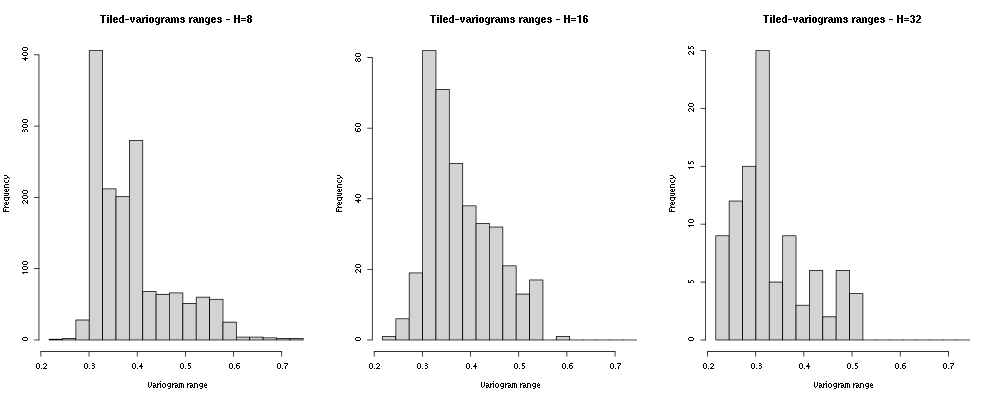 Tiled-variograms ranges - H=8
Frequency
0
100
200
300
400
0.2 0.3 0.4 0.5 0.6 0.7
Variogram range
Tiled-variograms ranges - H=16
Frequency
0
20
40
60
80
0.2 0.3 0.4 0.5 0.6 0.7
Variogram range
Tiled-variograms ranges - H=32
Frequency
0
5
10
15
20
25
0.2 0.3 0.4 0.5 0.6 0.7
Variogram range